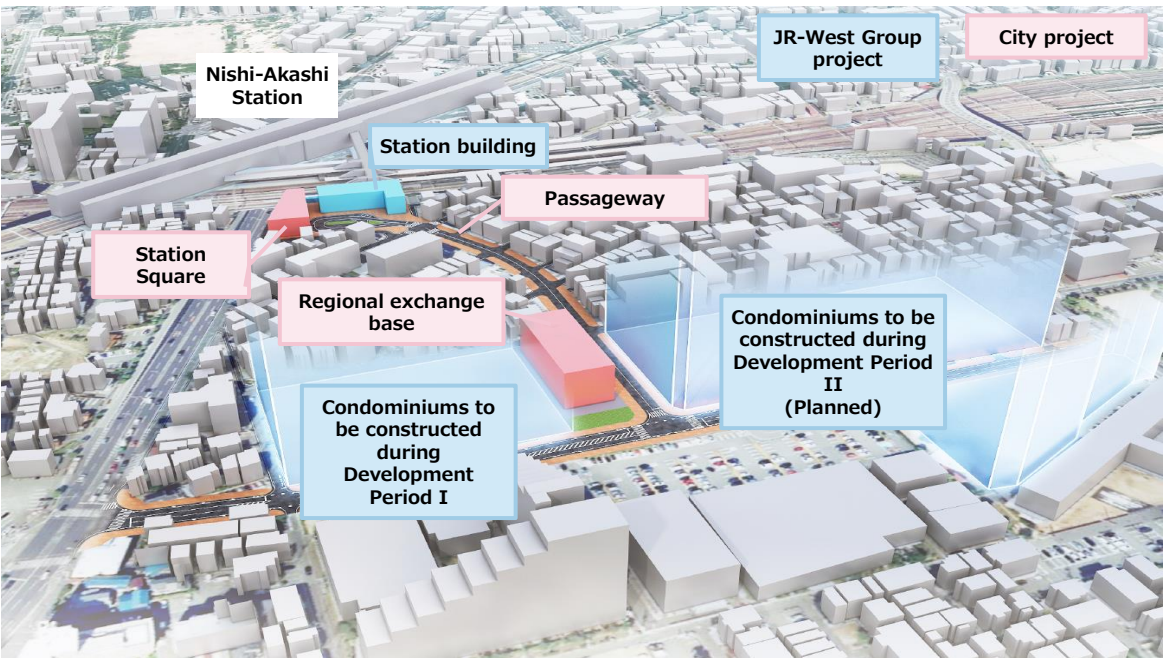 JR-West Group
project
City project
Nishi-Akashi
Station
Station building
Passageway
Station
Square
Regional exchange
base
Condominiums to be
constructed during
Development Period
II
(Planned)
Condominiums to
be constructed
during
Development
Period I